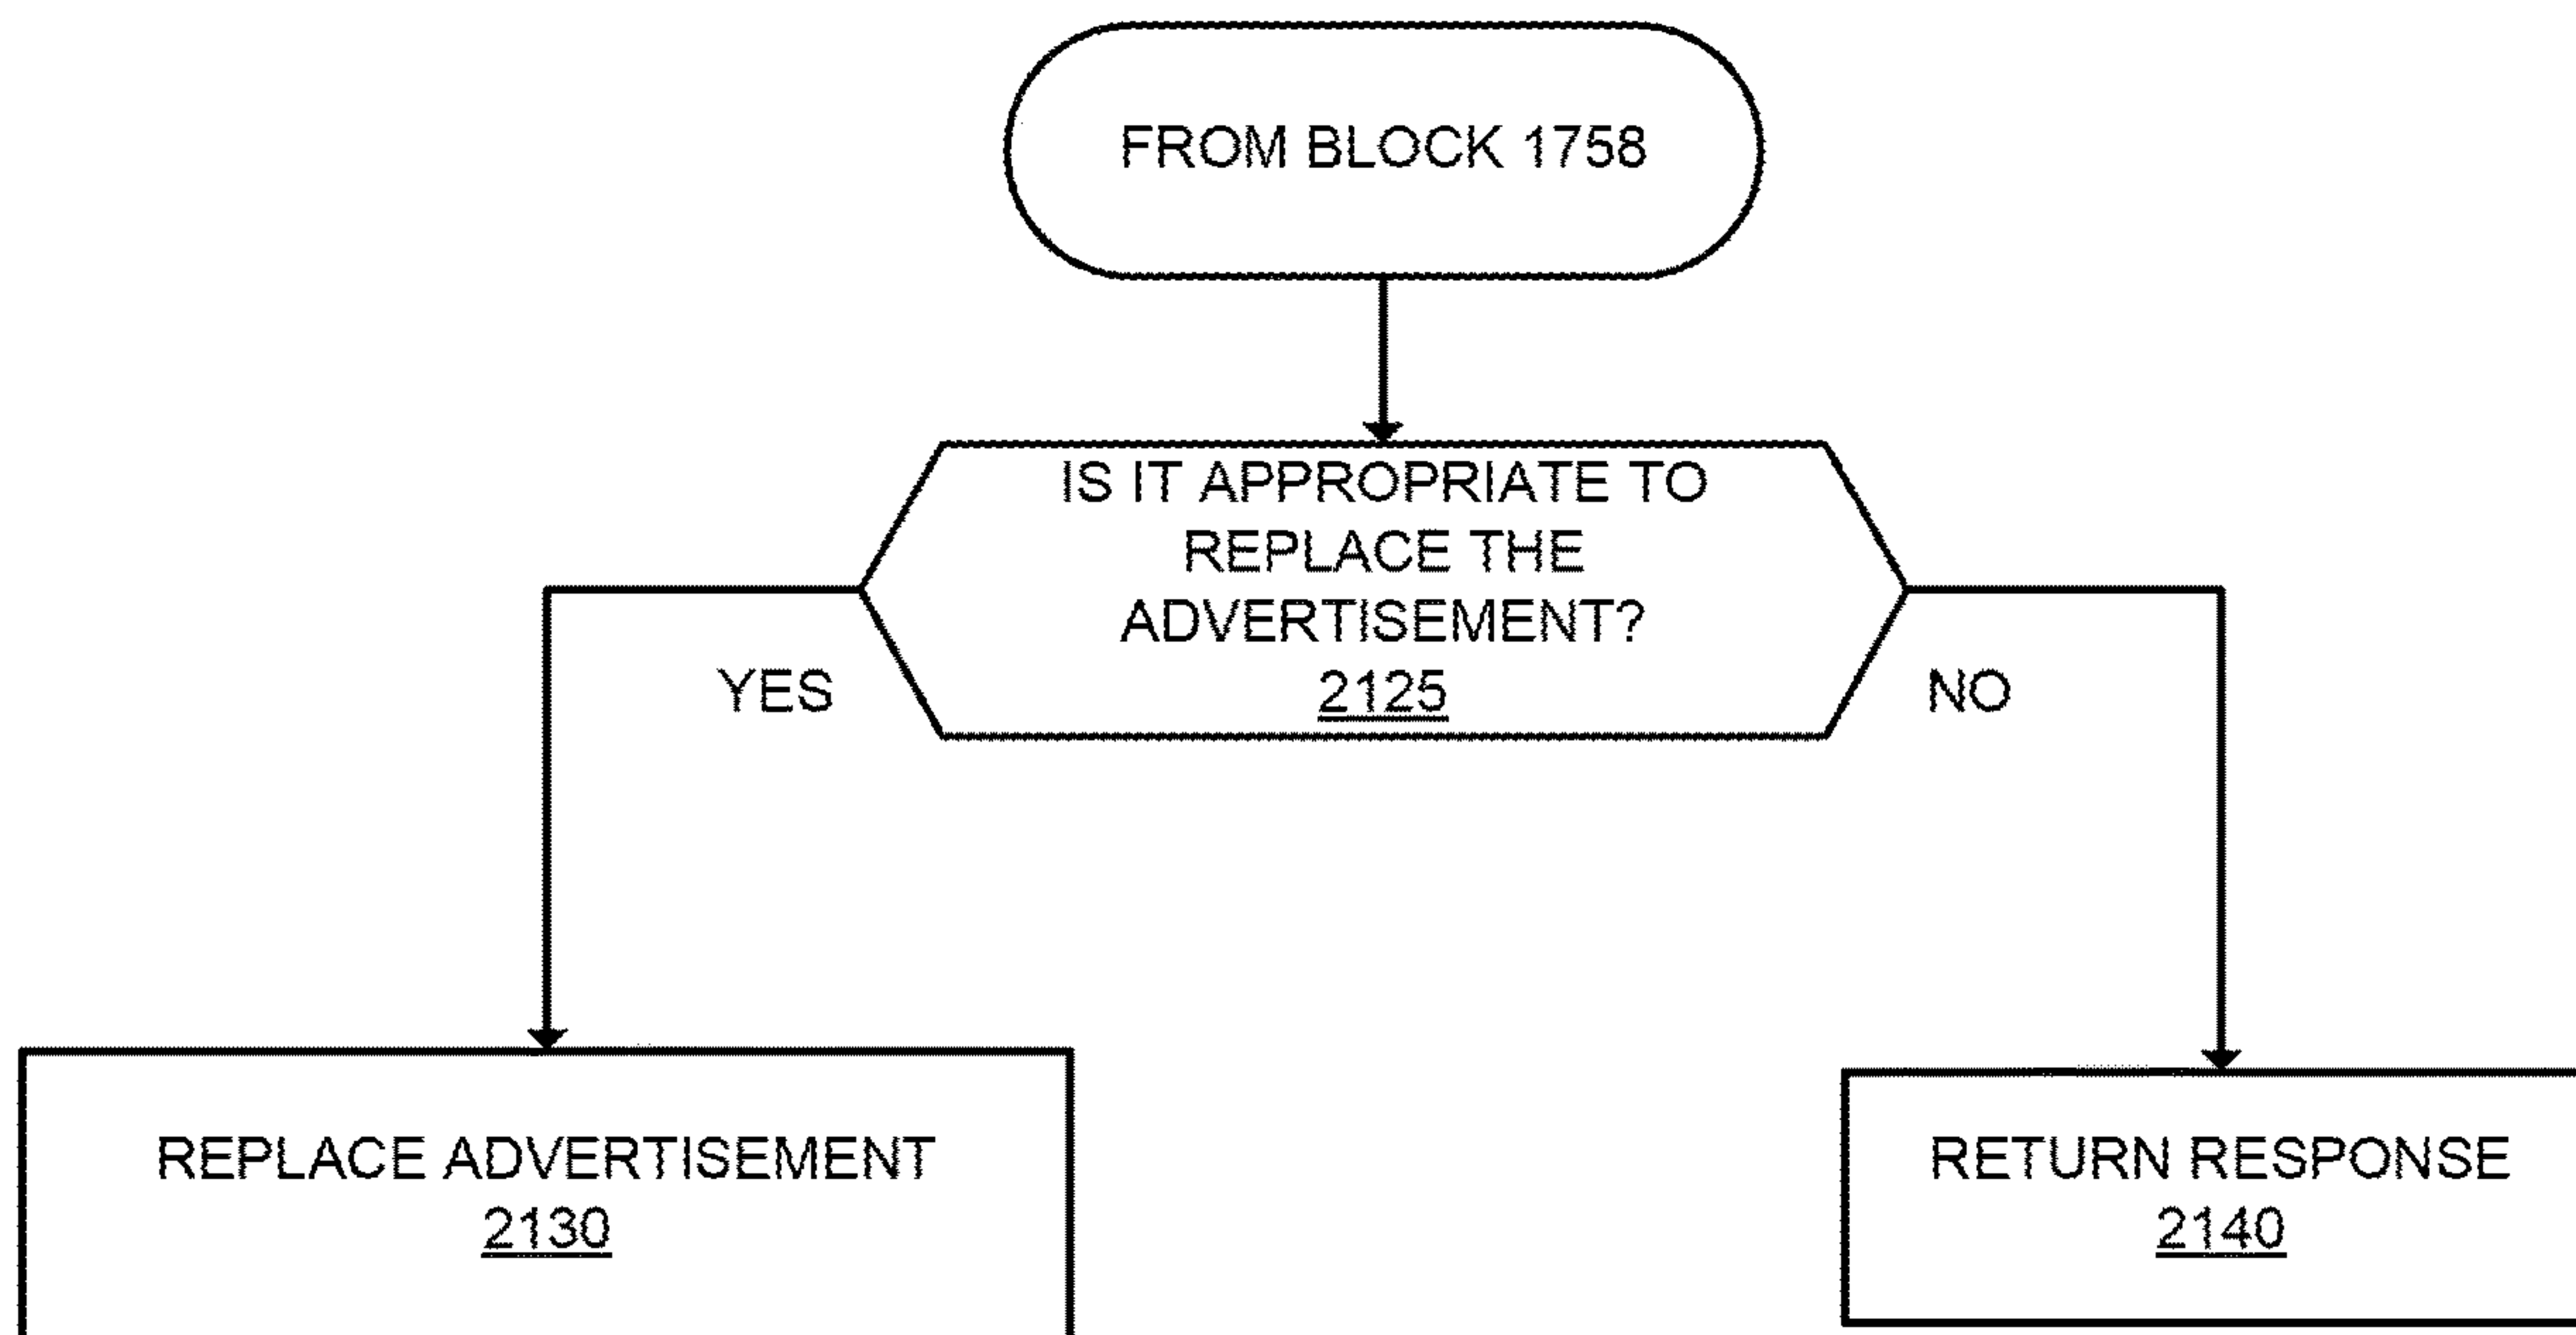 FROM BLOCK 1758
IS IT APPROPRIATE TO
REPLACE THE
ADVERTISEMENT?
2125
YES
NO
REPLACE ADVERTISEMENT
2130
RETURN RESPONSE
2140